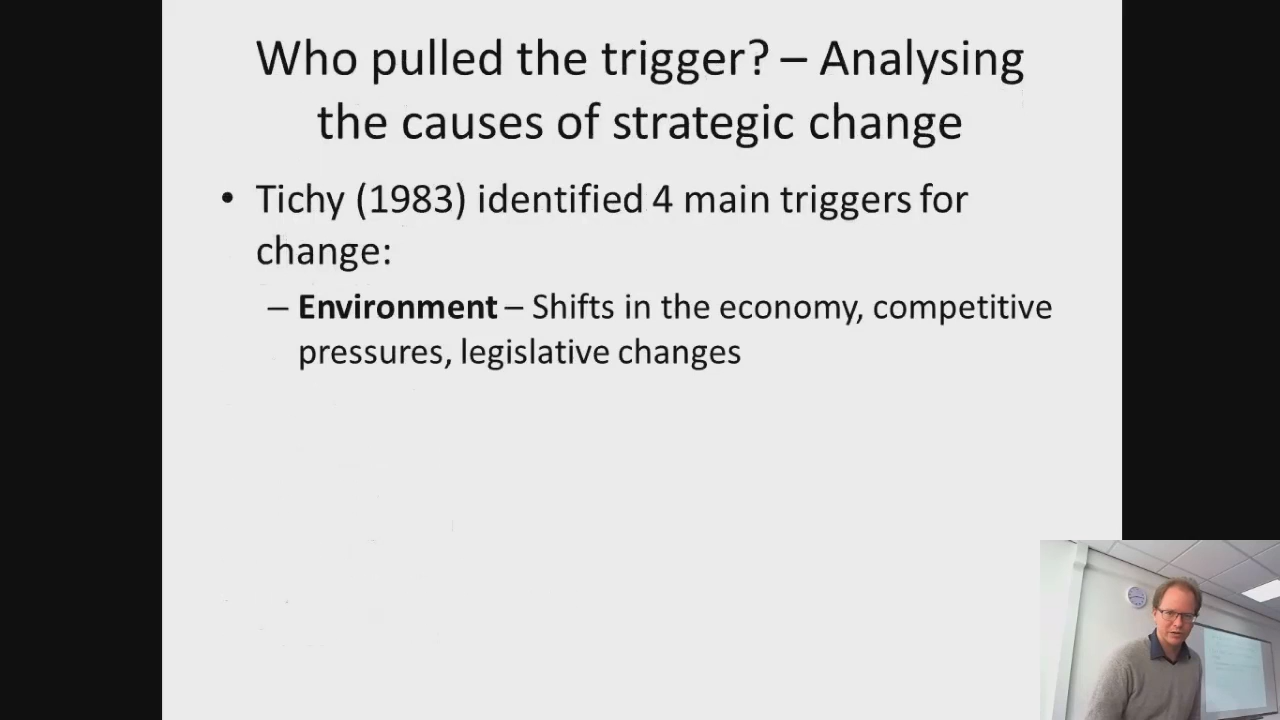 Who pulled the trigger? – Analysing
the causes of strategic change
• Tichy (1983) identified 4 main triggers for
change:
– Environment – Shifts in the economy, competitive
pressures, legislative changes